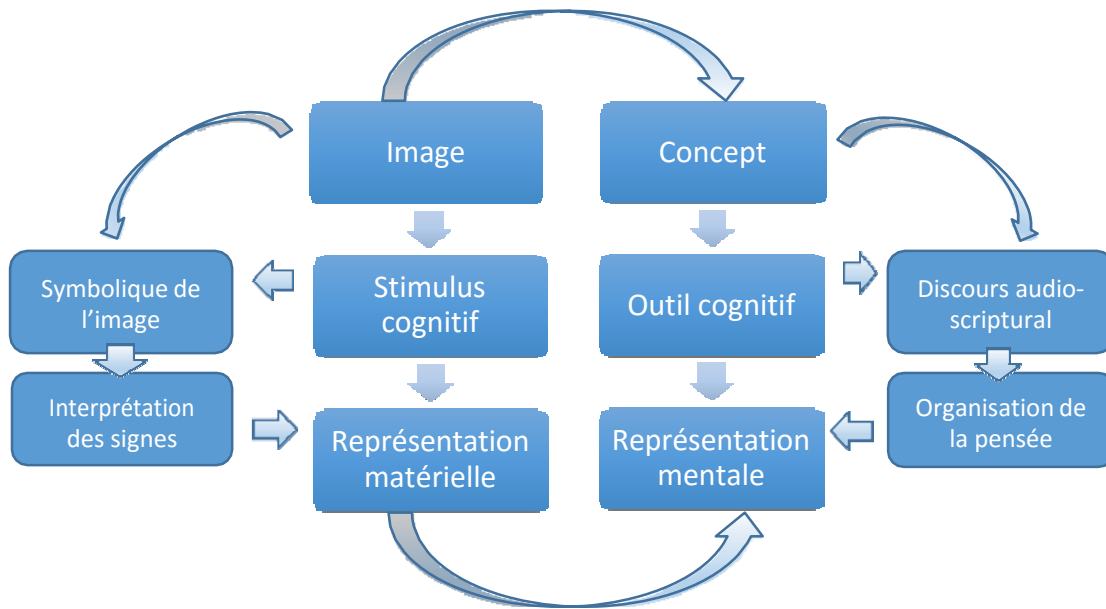 Image
Concept
Symbolique de
l'image
Stimulus
cognitif
Outil cognitif
Discours audio-
scriptural
Interprétation
des signes
Représentation
matérielle
Représentation
mentale
Organisation de
la pensée